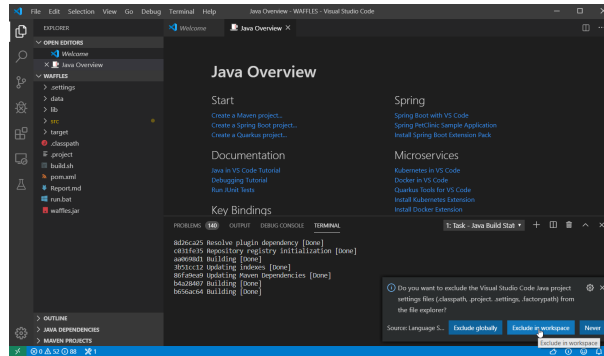 File Edit Selection View Go Debug Terminal Help Java Overview - WAFFLES - Visual Studio Code
EXPLORER
Welcome
Java Overview
OPEN EDITORS
Welcome
Java Overview
WAFFLES
.settings
data
lib
src
target
.classpath
.project
build.sh
pom.xml
Report.md
run.bat
waffles.jar
OUTLINE
JAVA DEPENDENCIES
MAVEN PROJECTS
Java Overview
Start
Create a Maven project...
Create a Spring Boot project...
Create a Quarkus project...
Documentation
Java in VS Code Tutorial
Debugging Tutorial
Run JUnit Tests
Key Bindings
Spring
Spring Boot with VS Code
Spring PetClinic Sample Application
Install Spring Boot Extension Pack
Microservices
Kubernetes in VS Code
Docker in VS Code
Quarkus Tools for VS Code
Install Kubernetes Extension
Install Docker Extension
PROBLEMS 140 OUTPUT DEBUG CONSOLE TERMINAL 1: Task - Java Build Stat
8d26ca25 Resolve plugin dependency [Done]
c031fe35 Repository registry initialization [Done]
aa0698d1 Building [Done]
3b51cc12 Updating indexes [Done]
86fa9ea9 Updating Maven Dependencies [Done]
b4a28407 Building [Done]
b656ac64 Building [Done]
Do you want to exclude the Visual Studio Code Java project
settings files (.classpath, .project, .settings, .factorypath) from
the file explorer?
Source: Language S... Exclude globally Exclude in workspace Never
Exclude in workspace
0 52 88 1